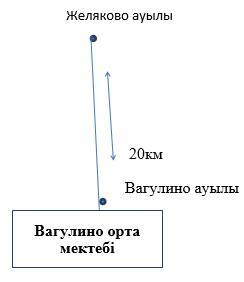 Желяково ауылы
20км
Вагулино ауылы
Вагулино орта
мектебі